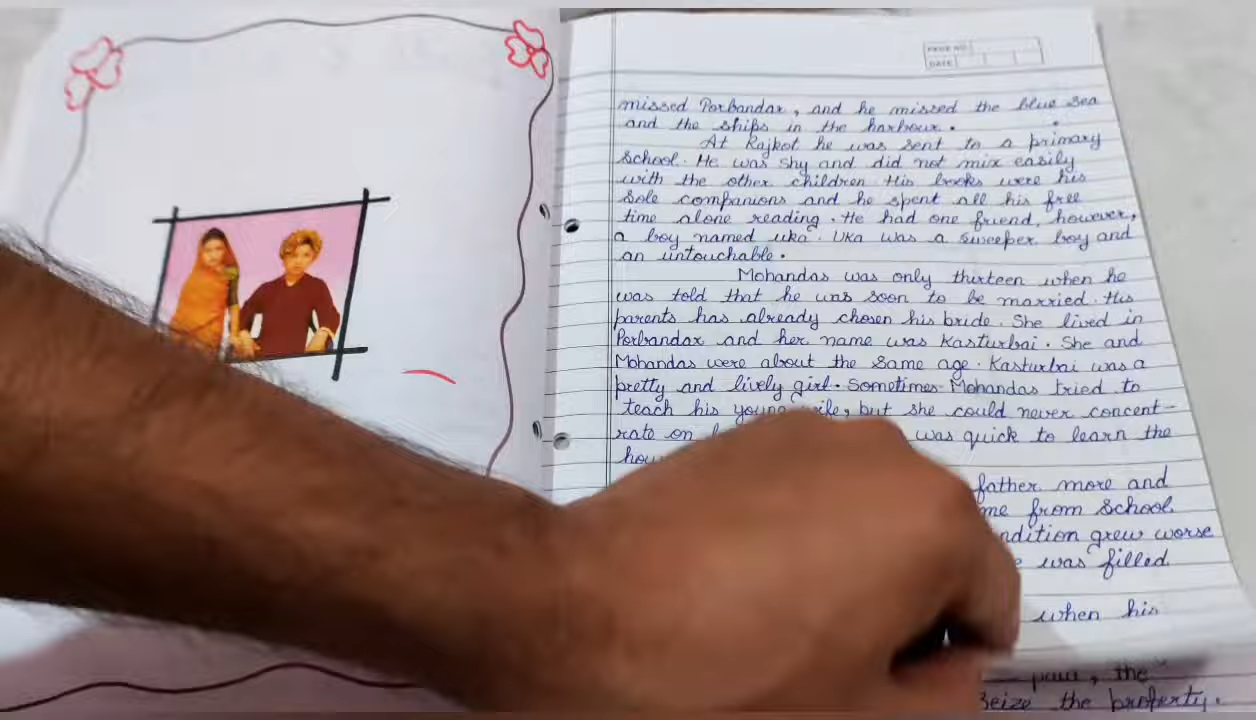 PAGE NO.
DATE
missed Porbandar, and he missed the blue sea
and the ships in the harbour.
At Rajkot he was sent to a primary
School. He was shy and did not mix easily
with the other children. His books were his
Sole companions and he spent all his free
time alone reading. He had one friend, however,
a boy named uka. Uka was a sweeper boy and
an untouchable.
Mohandas was only thirteen when he
was told that he was soon to be married. His
parents has already chosen his bride. She lived in
Porbandar and her name was Kasturbai. She and
Mohandas were about the same age. Kasturbai was a
pretty and lively girl. Sometimes Mohandas tried to
teach his young wife, but she could never concent-
rate on was quick to learn the
father more and
me from School.
ndition grew worse
was filled
when his
the
Seize the property.